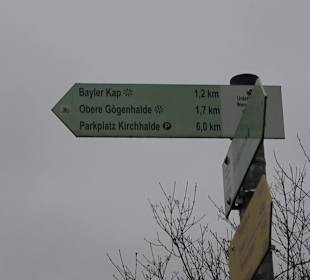 Bayler Kap 1,2 km
Obere Gögenhalde 1,7 km
Parkplatz Kirchhalde P 6,0 km